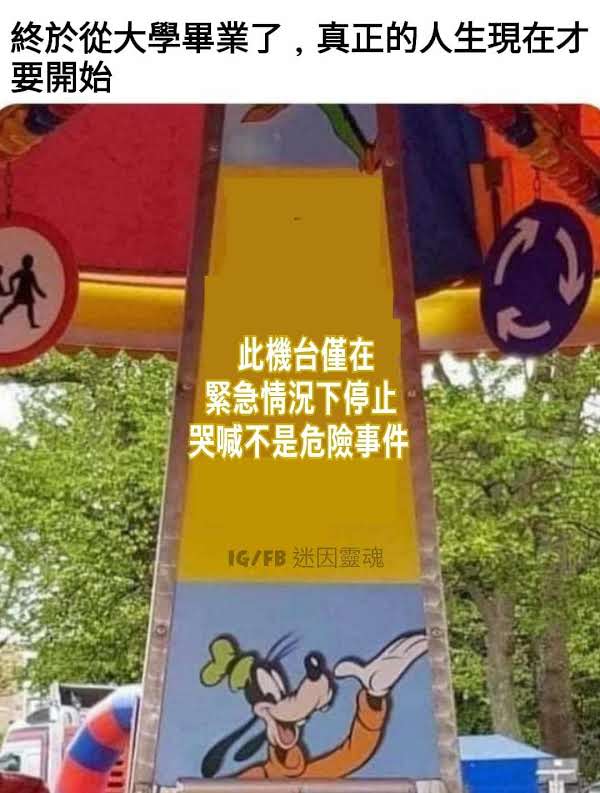 終於從大學畢業了，真正的人生現在才
要開始
此機台僅在
緊急情況下停止
哭喊不是危險事件
IG/FB 迷因靈魂